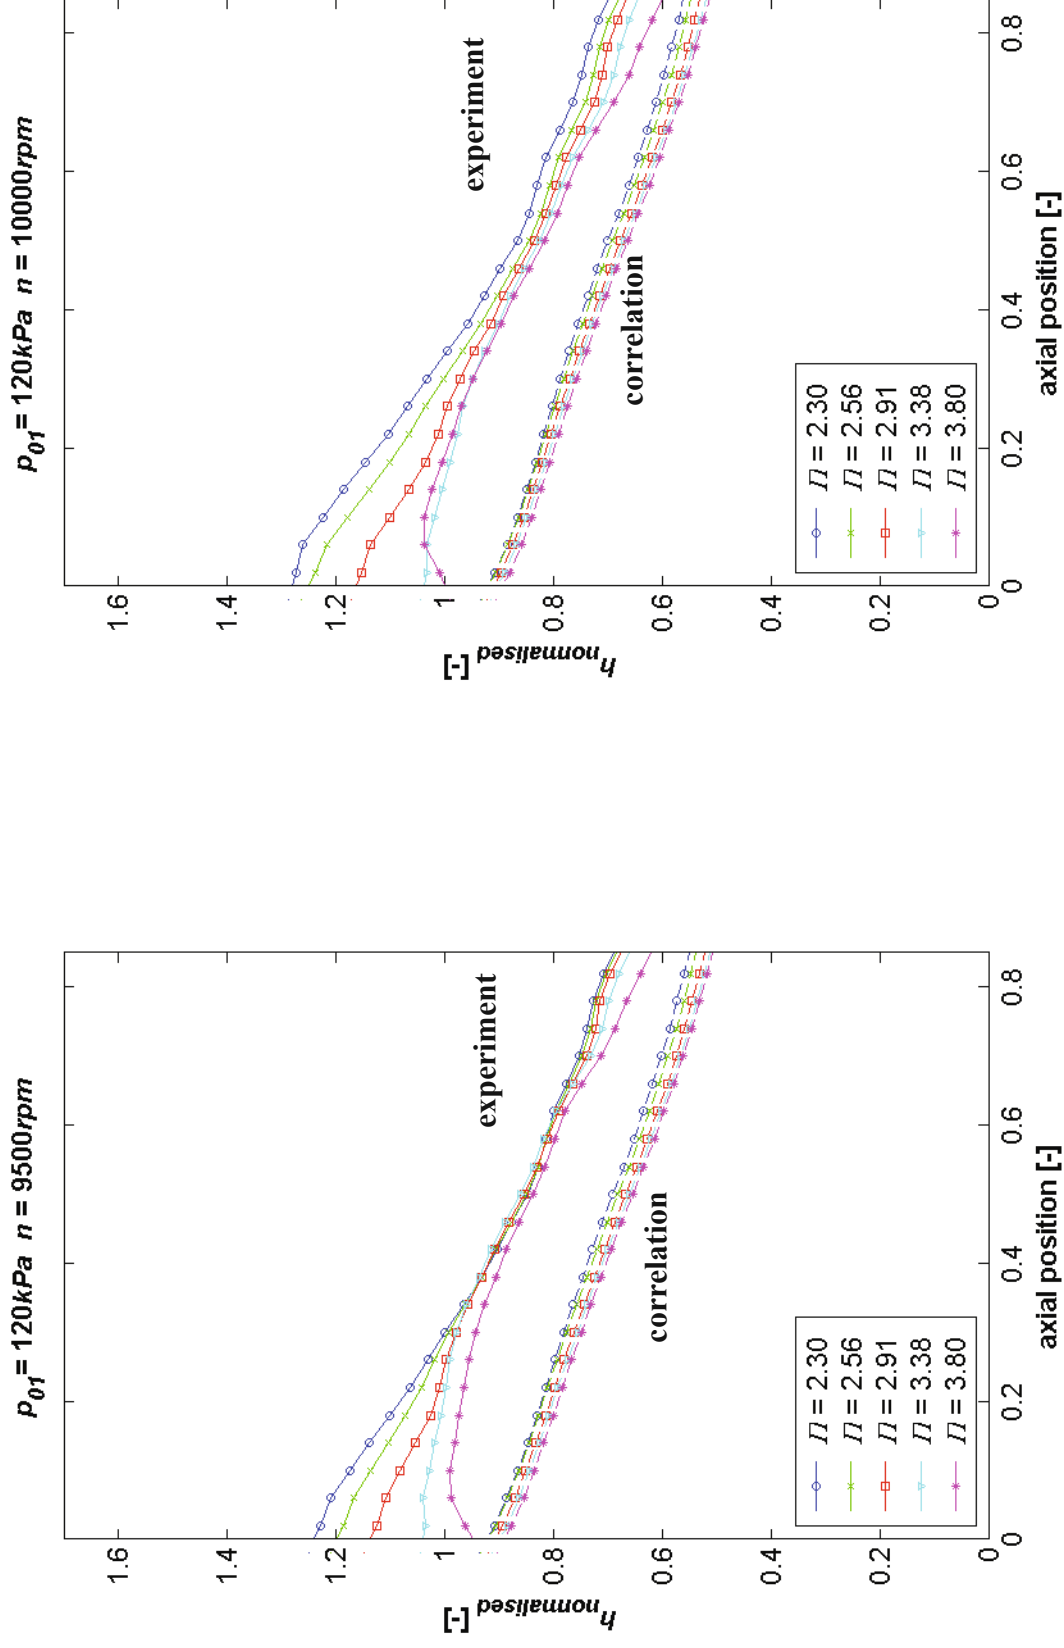 p01 = 120kPa n = 9500rpm
1.6
1.4
1.2
1
0.8
0.6
0.4
0.2
0
hnormalised [-]
experiment
correlation
Π = 2.30
Π = 2.56
Π = 2.91
Π = 3.38
Π = 3.80
0
0.2
0.4
0.6
0.8
axial position [-]
p01 = 120kPa n = 10000rpm
1.6
1.4
1.2
1
0.8
0.6
0.4
0.2
0
hnormalised [-]
experiment
correlation
Π = 2.30
Π = 2.56
Π = 2.91
Π = 3.38
Π = 3.80
0
0.2
0.4
0.6
0.8
axial position [-]